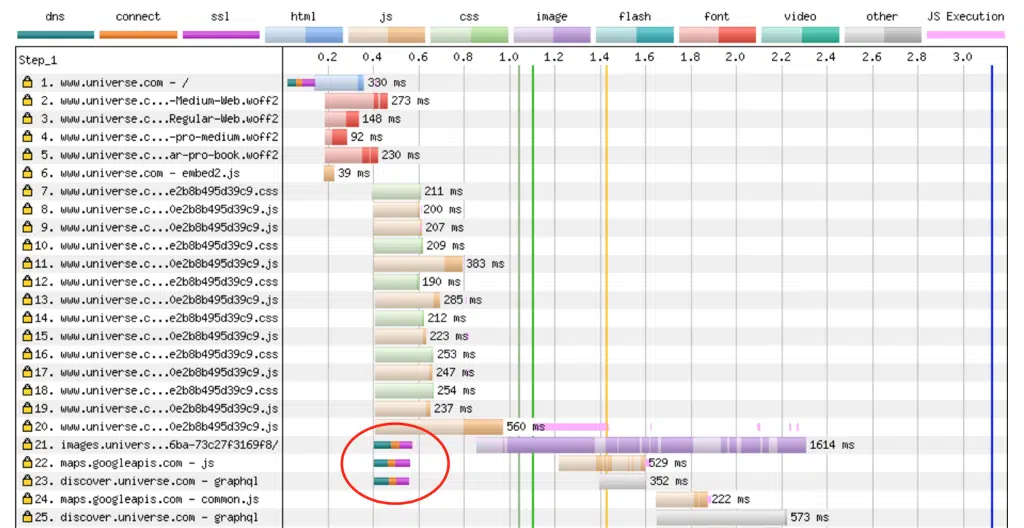 dns connect ssl html js css image flash font video other JS Execution
Step_1 0.2 0.4 0.6 0.8 1.0 1.2 1.4 1.6 1.8 2.0 2.2 2.4 2.6 2.8 3.0
1. www.universe.com - / 330 ms
2. www.universe.c...-Medium-Web.woff2 273 ms
3. www.universe.c...Regular-Web.woff2 148 ms
4. www.universe.c...-pro-medium.woff2 92 ms
5. www.universe.c...ar-pro-book.woff2 230 ms
6. www.universe.com - embed2.js 39 ms
7. www.universe.c...e2b8b495d39c9.css 211 ms
8. www.universe.c...0e2b8b495d39c9.js 200 ms
9. www.universe.c...0e2b8b495d39c9.js 207 ms
10. www.universe.c...e2b8b495d39c9.css 209 ms
11. www.universe.c...0e2b8b495d39c9.js 383 ms
12. www.universe.c...e2b8b495d39c9.css 190 ms
13. www.universe.c...0e2b8b495d39c9.js 285 ms
14. www.universe.c...e2b8b495d39c9.css 212 ms
15. www.universe.c...0e2b8b495d39c9.js 223 ms
16. www.universe.c...e2b8b495d39c9.css 253 ms
17. www.universe.c...0e2b8b495d39c9.js 247 ms
18. www.universe.c...e2b8b495d39c9.css 254 ms
19. www.universe.c...0e2b8b495d39c9.js 237 ms
20. www.universe.c...0e2b8b495d39c9.js 560 ms
21. images.univers...6ba-73c27f3169f8/ 1614 ms
22. maps.googleapis.com - js 529 ms
23. discover.universe.com - graphql 352 ms
24. maps.googleapis.com - common.js 222 ms
25. discover.universe.com - graphql 573 ms